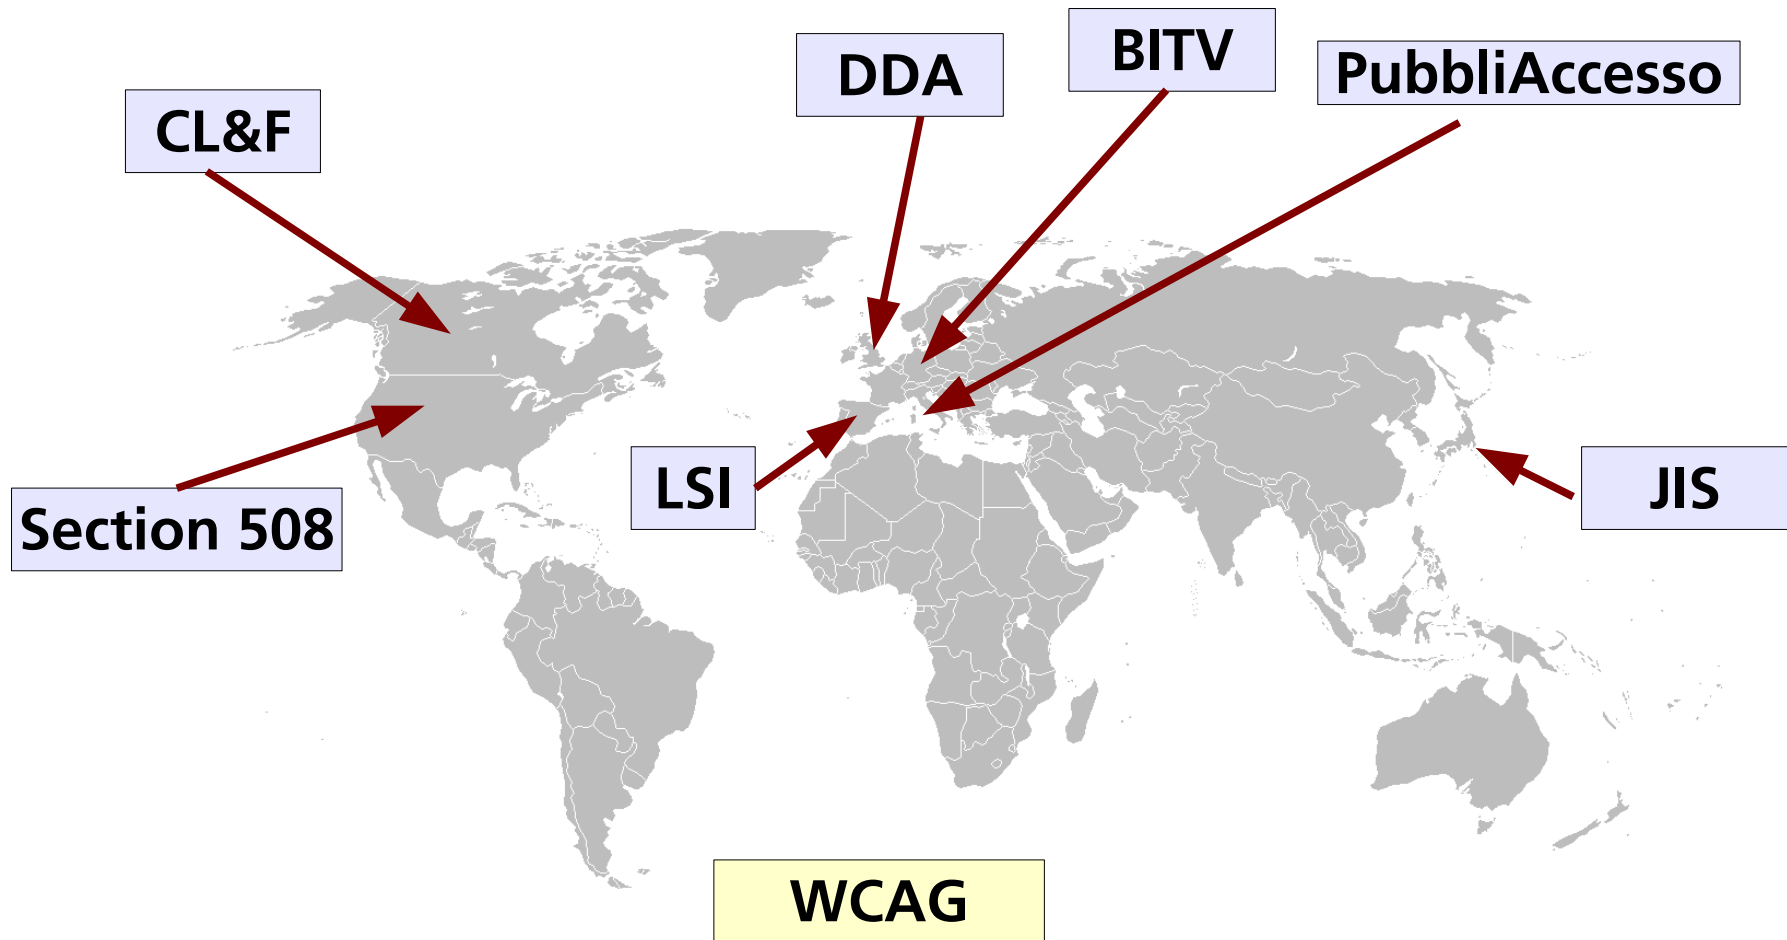 BITV
DDA
PubbliAccesso
CL&F
LSI
JIS
Section 508
WCAG